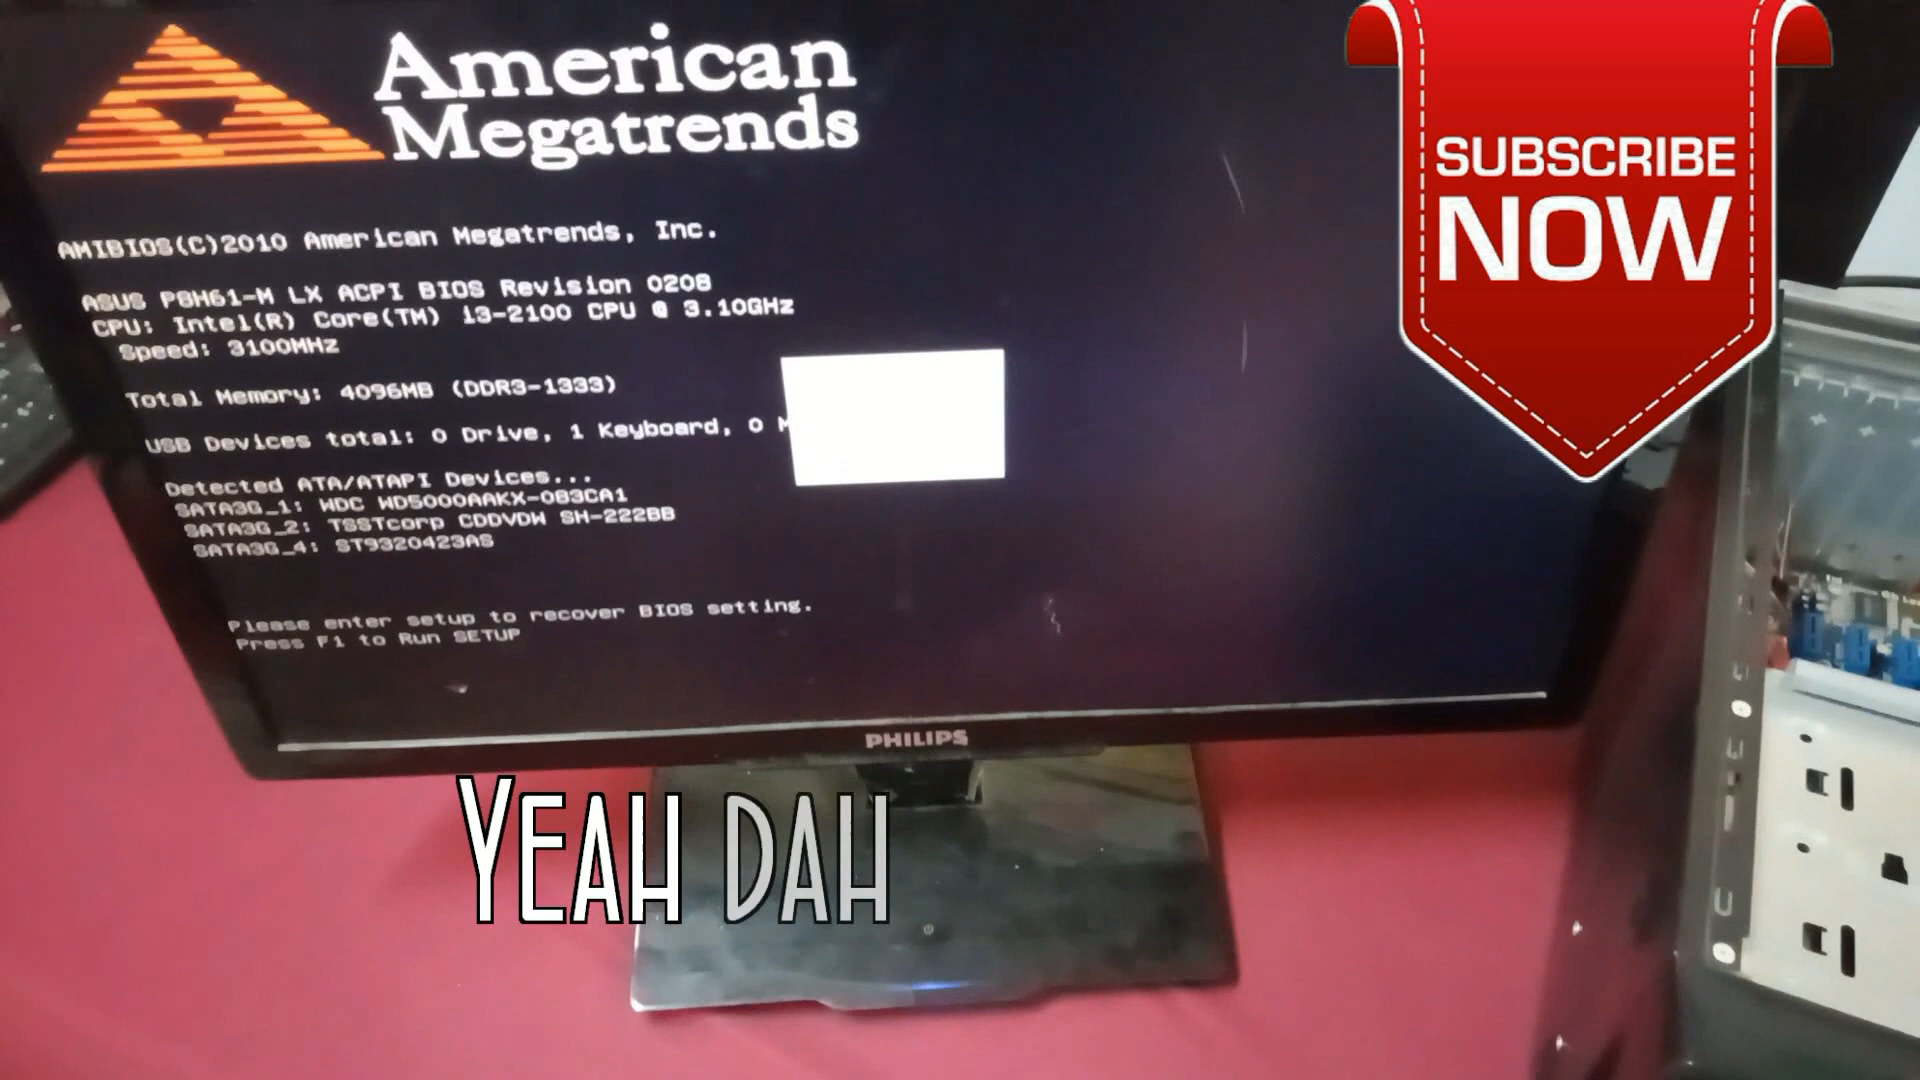 American
Megatrends
AMIBIOS(C)2010 American Megatrends, Inc.
ASUS P8H61-M LX ACPI BIOS Revision 0208
CPU: Intel(R) Core(TM) i3-2100 CPU @ 3.10GHz
Speed: 3100MHz
Total Memory: 4096MB (DDR3-1333)
USB Devices total: 0 Drive, 1 Keyboard, 0
Detected ATA/ATAPI Devices...
SATA3G_1: WDC WD5000AAKX-083CA1
SATA3G_2: TSSTcorp CDDVDW SH-222BB
SATA3G_4: ST9320423AS
Please enter setup to recover BIOS setting.
Press F1 to Run SETUP
PHILIPS
SUBSCRIBE
NOW
YEAH DAH